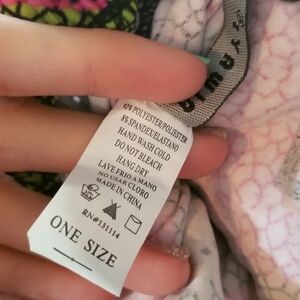 92% POLYESTER/POLIESTER
8% SPANDEX/ELASTANO
HAND WASH COLD
DO NOT BLEACH
HANG DRY
LAVE FRIO A MANO
NO USAR CLORO
MADE IN CHINA
RN#131114
ONE SIZE